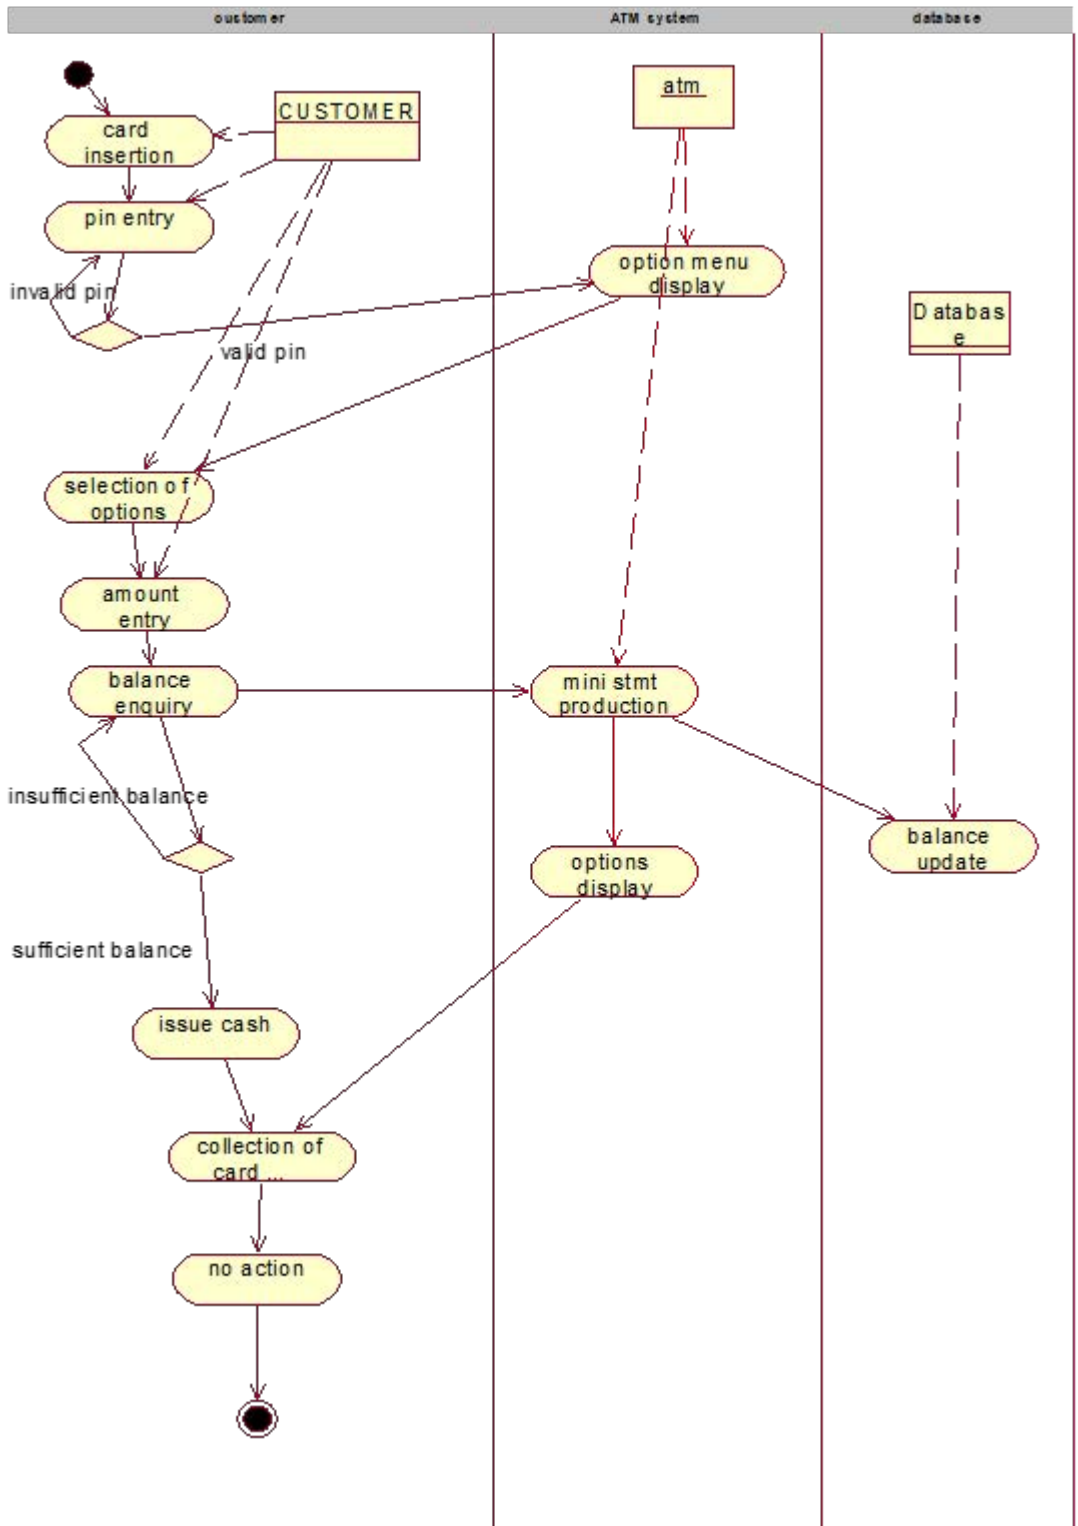 customer
ATM system
database
atm
CUSTOMER
card
insertion
pin entry
option menu
display
invalid pin
Databas
e
valid pin
selection of
options
amount
entry
balance
enquiry
mini stmt
production
insufficient balance
balance
update
options
display
sufficient balance
issue cash
collection of
card ...
no action